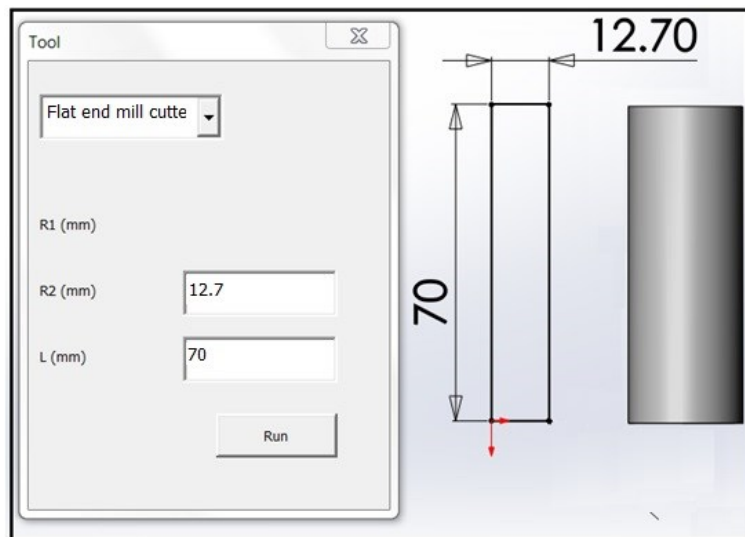 Tool
Flat end mill cutte
R1 (mm)
R2 (mm) 12.7
L (mm) 70
Run
12.70
70